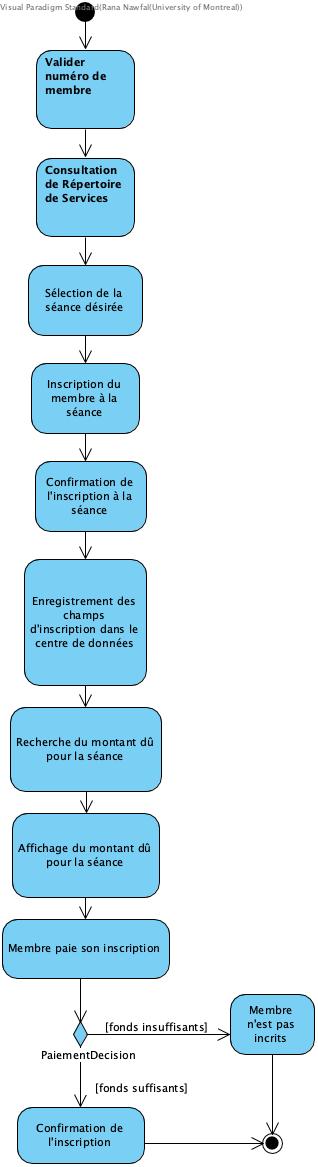 Visual Paradigm Standard(Rana Nawfal(University of Montreal))
Valider
numéro de
membre
Consultation
de Répertoire
de Services
Sélection de la
séance désirée
Inscription du
membre à la
séance
Confirmation de
l'inscription à la
séance
Enregistrement des
champs
d'inscription dans le
centre de données
Recherche du montant dû
pour la séance
Affichage du montant dû
pour la séance
Membre paie son inscription
[fonds insuffisants]
Membre
n'est pas
incrits
PaiementDecision
[fonds suffisants]
Confirmation de
l'inscription